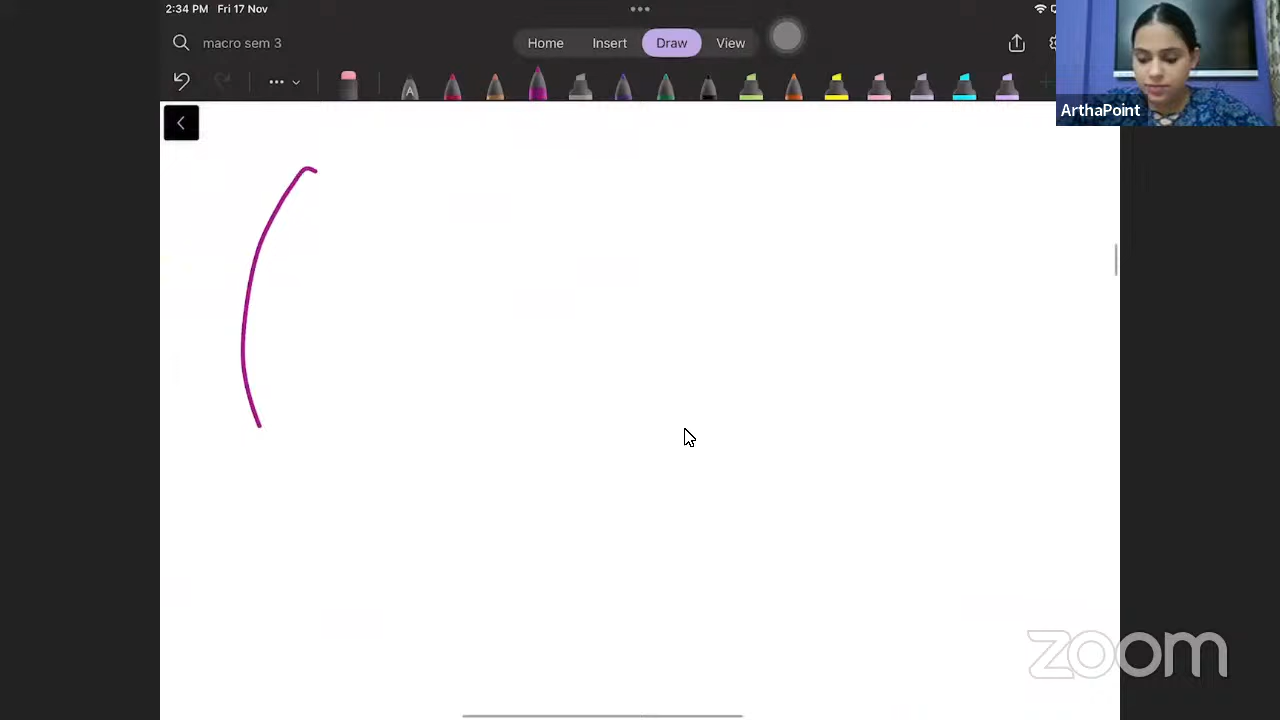 2:34 PM Fri 17 Nov
macro sem 3
Home Insert Draw View
A
ArthaPoint
zoom